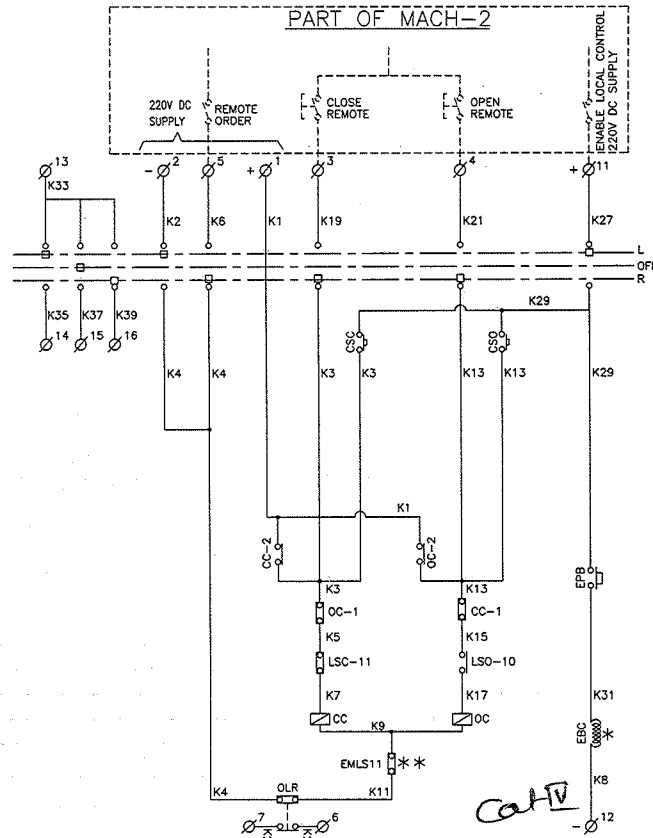 PART OF MACH-2
220V DC
SUPPLY
REMOTE
ORDER
CLOSE
REMOTE
OPEN
REMOTE
ENABLE LOCAL CONTROL
220V DC SUPPLY
13
- 2
5
+ 1
3
4
+ 11
K33
K2
K6
K1
K19
K21
K27
L
OFF
R
K35
K37
K39
K29
14
15
16
CSC
CSO
K4
K4
K3
K3
K13
K13
K29
K1
CC-2
OC-2
K3
K13
EPB
OC-1
CC-1
K5
K15
LSC-11
LSO-10
K7
K17
K31
CC
OC
K9
EBC *
EMLS11 **
K8
K4
OLR
K11
Cat IV
7
6
- 12